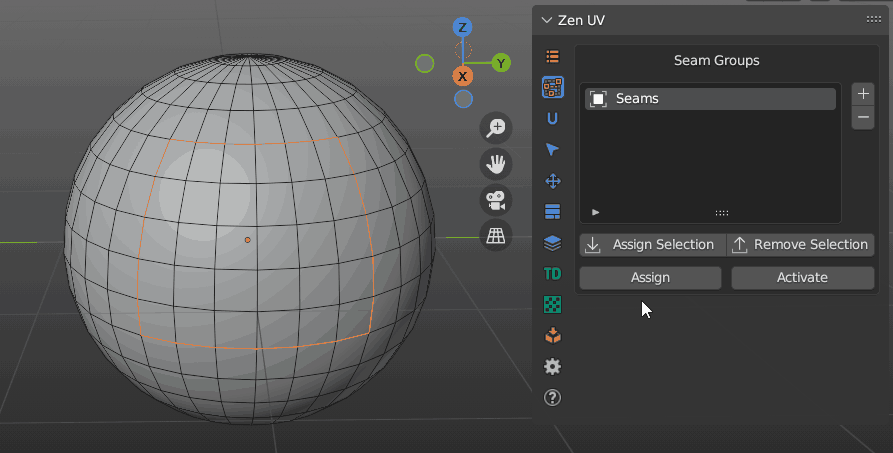 Zen UV
Z
Y
X
Seam Groups
Seams
Assign Selection
Remove Selection
Assign
Activate
U
TD
?